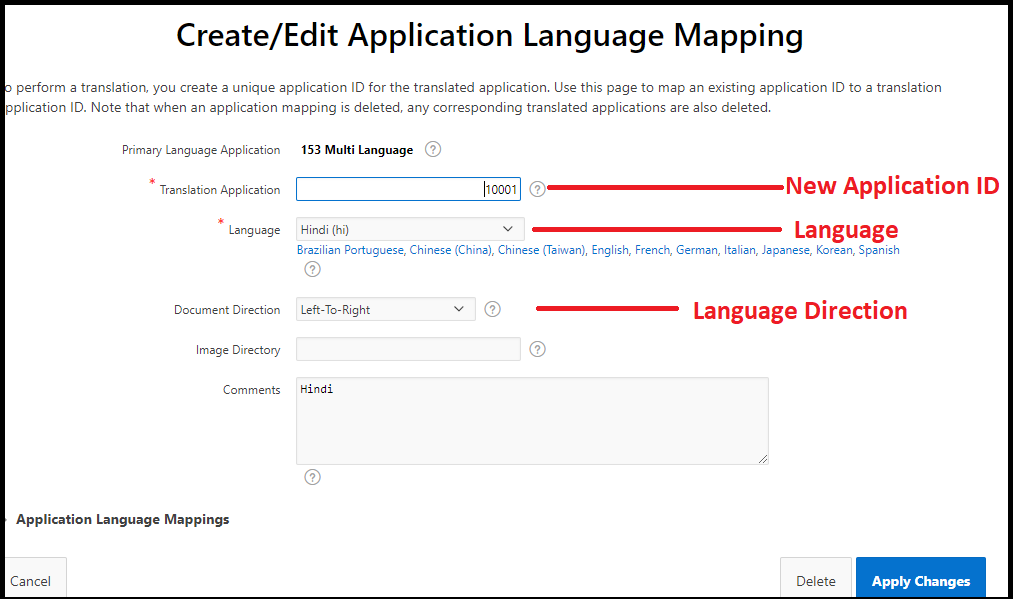 Create/Edit Application Language Mapping
o perform a translation, you create a unique application ID for the translated application. Use this page to map an existing application ID to a translation
pplication ID. Note that when an application mapping is deleted, any corresponding translated applications are also deleted.
Primary Language Application 153 Multi Language ?
* Translation Application 10001 ? New Application ID
* Language Hindi (hi) Language
Brazilian Portuguese, Chinese (China), Chinese (Taiwan), English, French, German, Italian, Japanese, Korean, Spanish
?
Document Direction Left-To-Right ? Language Direction
Image Directory ?
Comments Hindi
?
Application Language Mappings
Cancel Delete Apply Changes